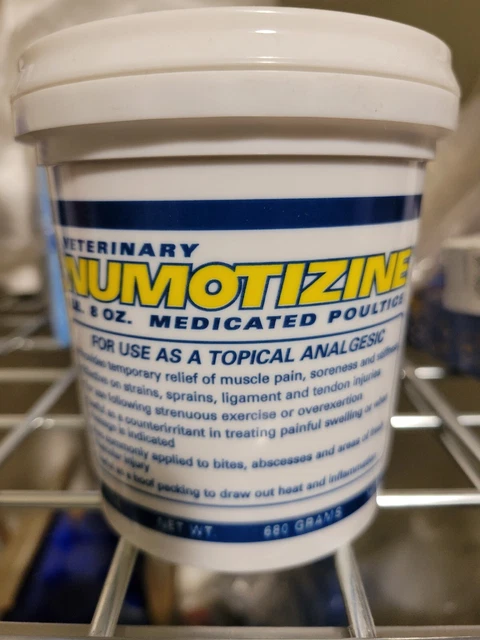 VETERINARY
NUMOTIZINE
LB. 8 OZ. MEDICATED POULTICE
FOR USE AS A TOPICAL ANALGESIC
temporary relief of muscle pain, soreness and
on strains, sprains, ligament and tendon injuries
following strenuous exercise or overexertion
as a counterirritant in treating painful swelling or
is indicated
commonly applied to bites, abscesses and areas of
injury
as a hoof packing to draw out heat and
NET WT. 680 GRAMS